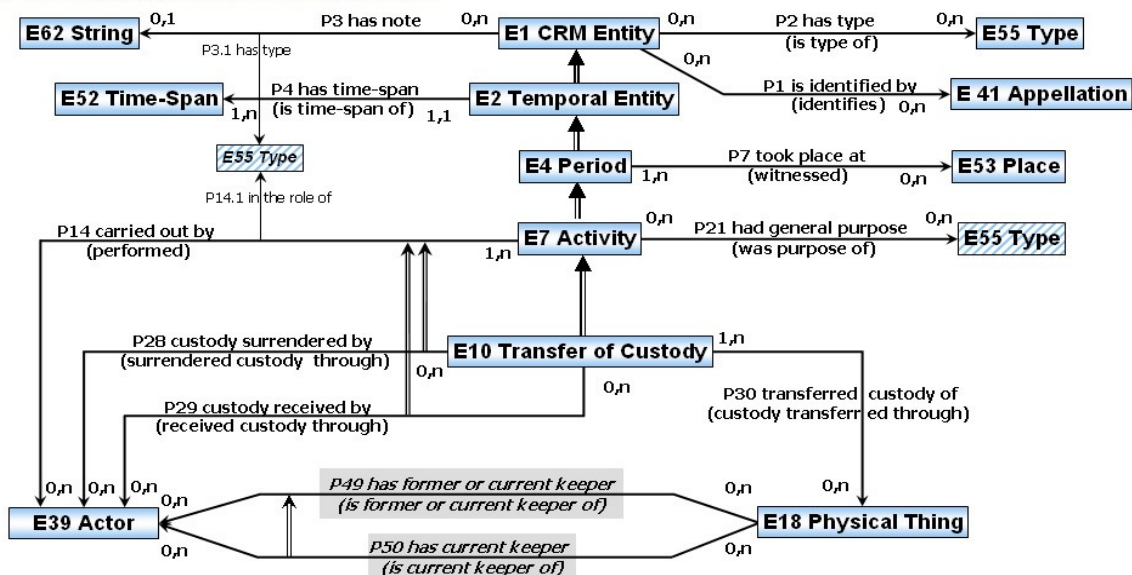 0,1
P3 has note
0,n
0,n
P2 has type
0,n
E62 String
E1 CRM Entity
(is type of)
E55 Type
P3.1 has type
0,n
P1 is identified by
(identifies)
0,n
E 41 Appellation
E52 Time-Span
P4 has time-span
(is time-span of)
1,n
1,1
E2 Temporal Entity
E55 Type
E4 Period
1,n
P7 took place at
(witnessed)
0,n
E53 Place
P14.1 in the role of
P14 carried out by
(performed)
1,n
E7 Activity
0,n
P21 had general purpose
(was purpose of)
0,n
E55 Type
P28 custody surrendered by
(surrendered custody through)
0,n
E10 Transfer of Custody
1,n
0,n
P29 custody received by
(received custody through)
P30 transferred custody of
(custody transferred through)
0,n
0,n
0,n
0,n
P49 has former or current keeper
(is former or current keeper of)
0,n
0,n
E39 Actor
E18 Physical Thing
0,n
P50 has current keeper
(is current keeper of)
0,n